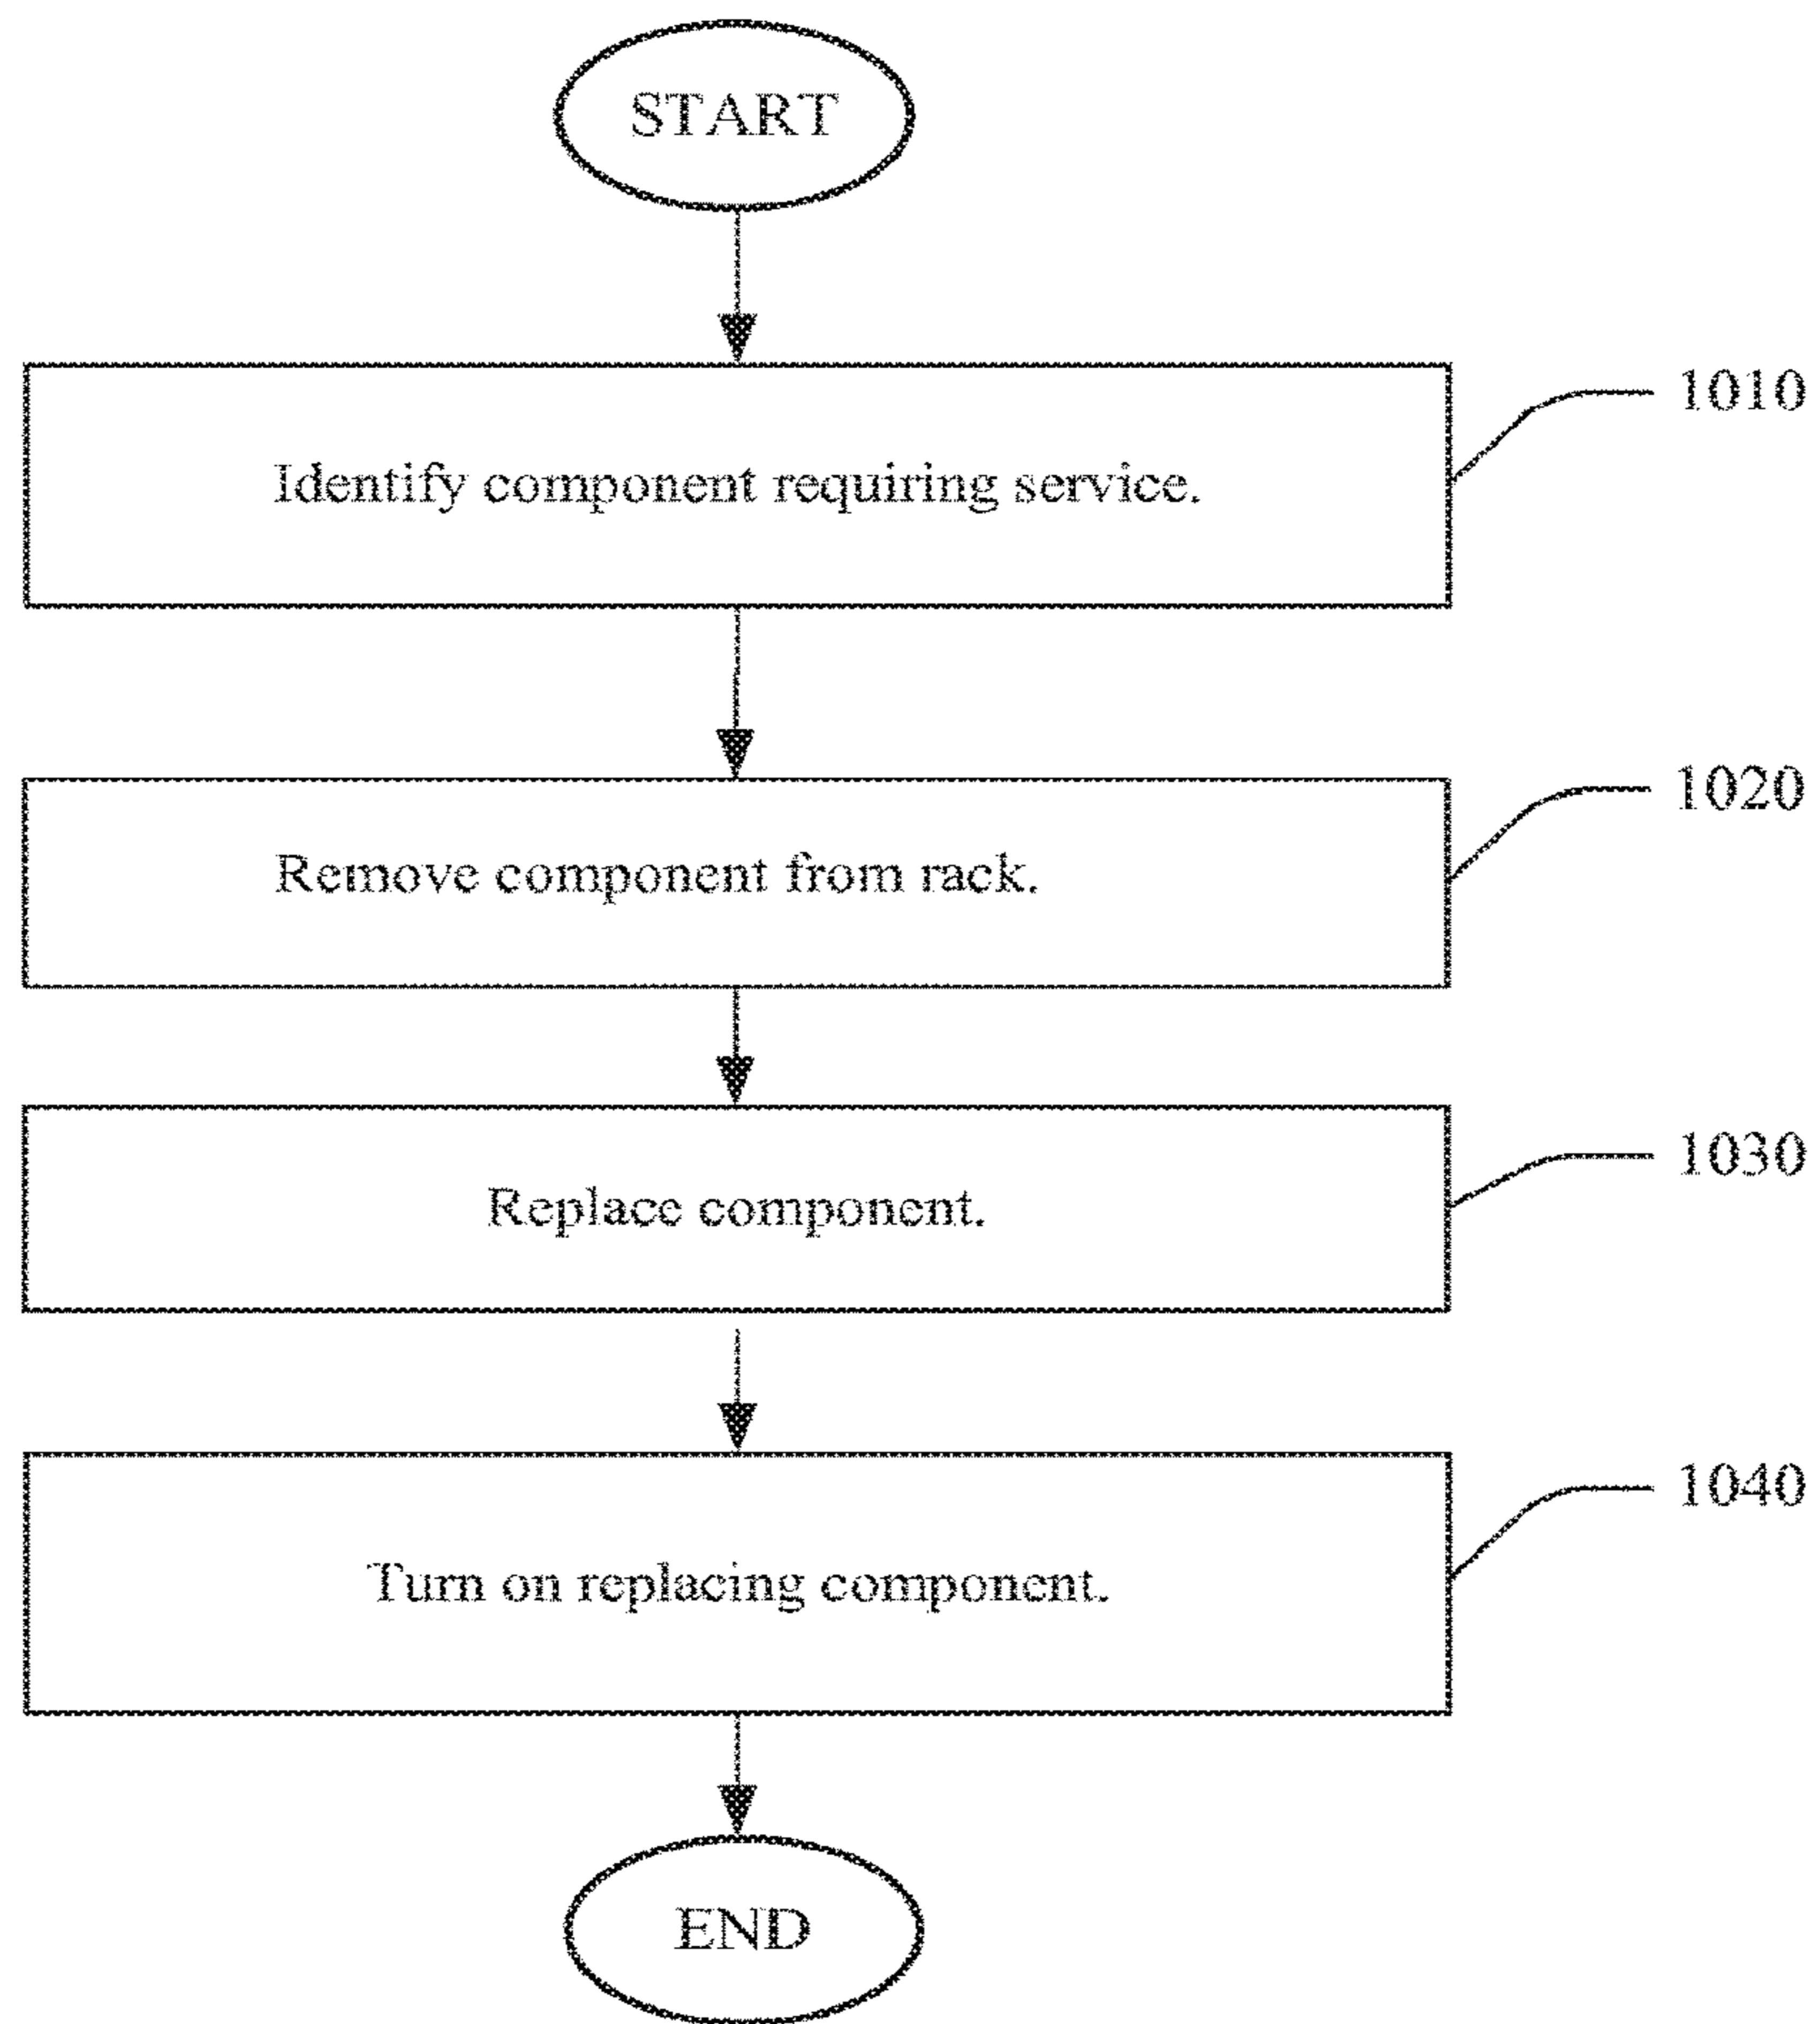 START
1010
Identify component requiring service.
1020
Remove component from rack.
1030
Replace component.
1040
Turn on replacing component.
END